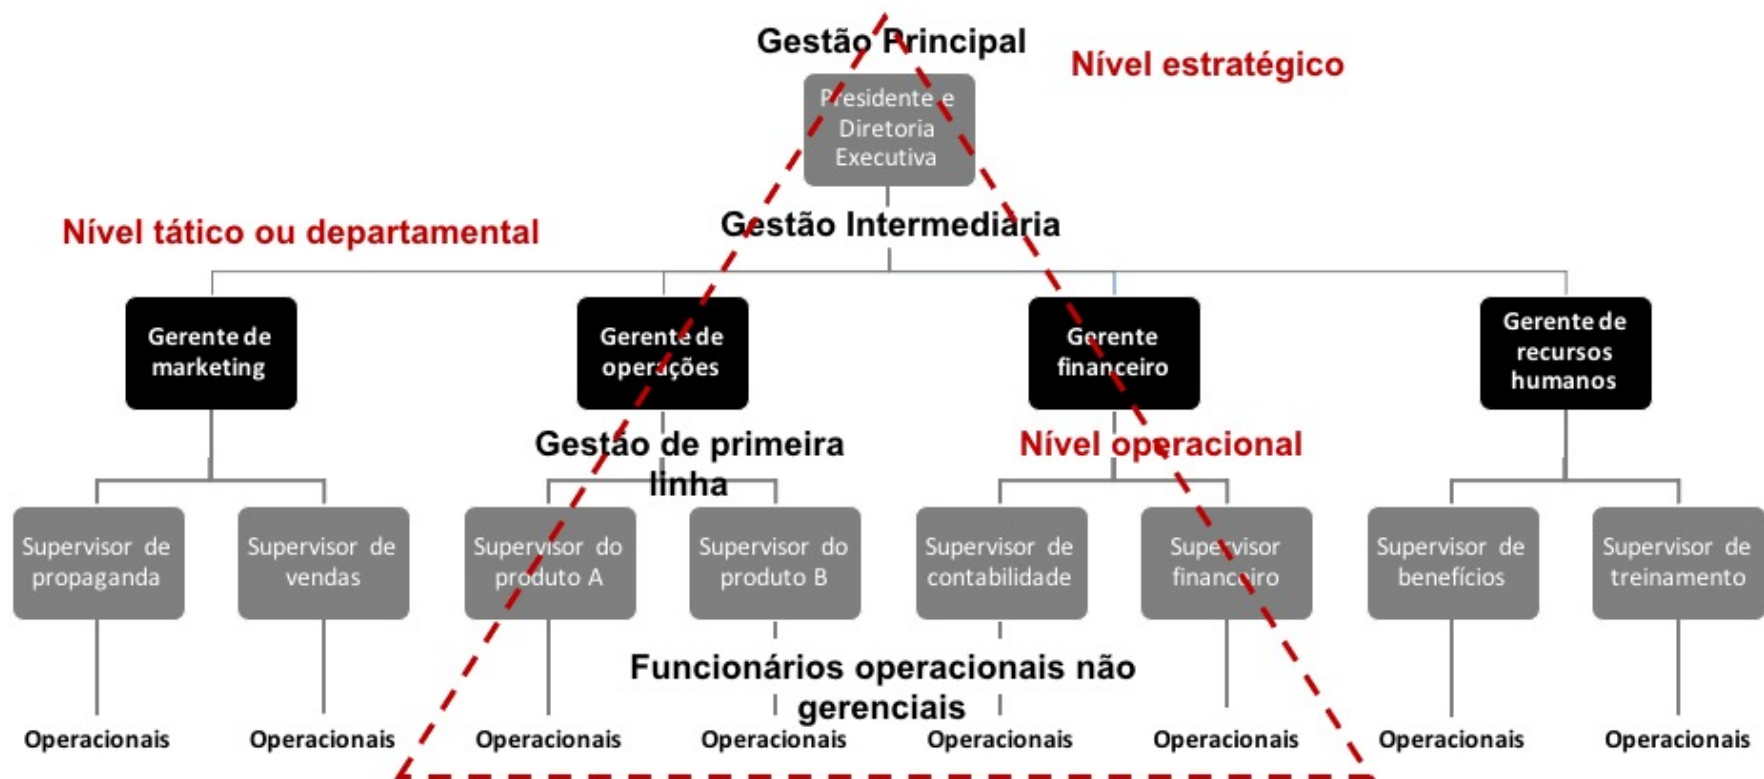 Gestão Principal
Nível estratégico
Presidente e
Diretoria
Executiva
Nível tático ou departamental
Gestão Intermediária
Gerente de
marketing
Gerente de
operações
Gerente
financeiro
Gerente de
recursos
humanos
Gestão de primeira
linha
Nível operacional
Supervisor de
propaganda
Supervisor de
vendas
Supervisor do
produto A
Supervisor do
produto B
Supervisor de
contabilidade
Supervisor
financeiro
Supervisor de
benefícios
Supervisor de
treinamento
Funcionários operacionais não
gerenciais
Operacionais
Operacionais
Operacionais
Operacionais
Operacionais
Operacionais
Operacionais
Operacionais